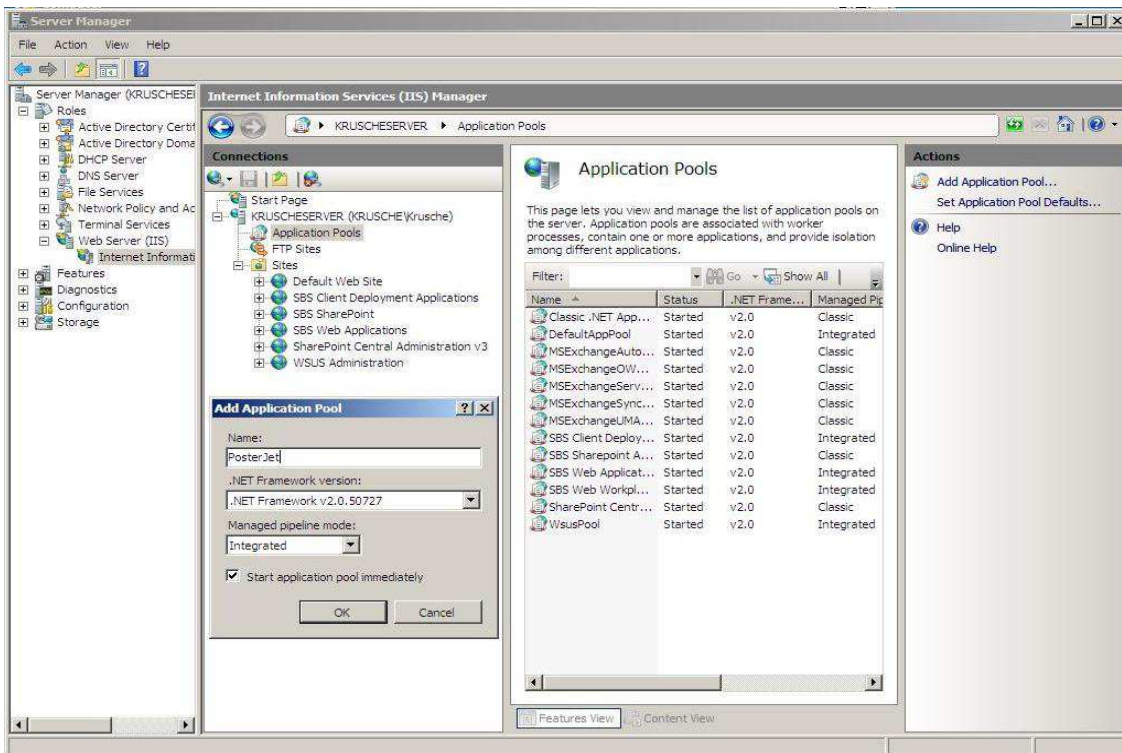 Server Manager
File Action View Help
Server Manager (KRUSCHESEI
Roles
Active Directory Certif
Active Directory Doma
DHCP Server
DNS Server
File Services
Network Policy and Ac
Terminal Services
Web Server (IIS)
Internet Informati
Features
Diagnostics
Configuration
Storage
Internet Information Services (IIS) Manager
KRUSCHESERVER Application Pools
Connections
Start Page
KRUSCHESERVER (KRUSCHE\Krusche)
Application Pools
FTP Sites
Sites
Default Web Site
SBS Client Deployment Applications
SBS SharePoint
SBS Web Applications
SharePoint Central Administration v3
WSUS Administration
Add Application Pool
Name:
PosterJet
.NET Framework version:
.NET Framework v2.0.50727
Managed pipeline mode:
Integrated
Start application pool immediately
OK Cancel
Application Pools
This page lets you view and manage the list of application pools on
the server. Application pools are associated with worker
processes, contain one or more applications, and provide isolation
among different applications.
Filter: Go Show All
Name Status .NET Frame... Managed Pip
Classic .NET App... Started v2.0 Classic
DefaultAppPool Started v2.0 Integrated
MSExchangeAuto... Started v2.0 Classic
MSExchangeOW... Started v2.0 Classic
MSExchangeServ... Started v2.0 Classic
MSExchangeSync... Started v2.0 Classic
MSExchangeUMA... Started v2.0 Classic
SBS Client Deploy... Started v2.0 Integrated
SBS Sharepoint A... Started v2.0 Classic
SBS Web Applicat... Started v2.0 Integrated
SBS Web Workpl... Started v2.0 Integrated
SharePoint Centr... Started v2.0 Classic
WsusPool Started v2.0 Integrated
Features View Content View
Actions
Add Application Pool...
Set Application Pool Defaults...
Help
Online Help